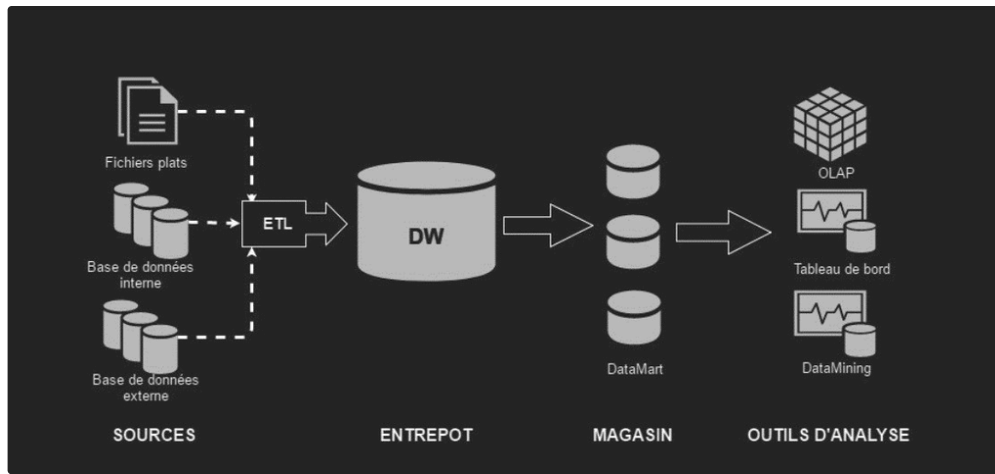 Fichiers plats
Base de données
interne
Base de données
externe
ETL
DW
DataMart
OLAP
Tableau de bord
DataMining
SOURCES
ENTREPOT
MAGASIN
OUTILS D'ANALYSE